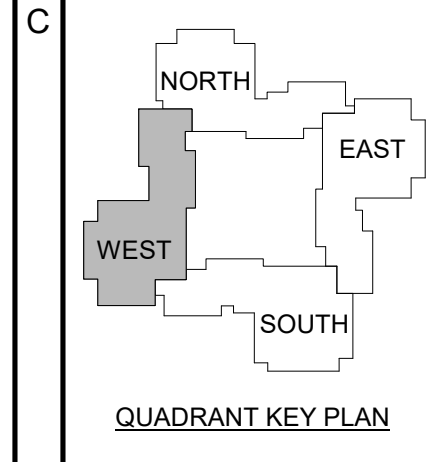 C
NORTH
EAST
WEST
SOUTH
QUADRANT KEY PLAN